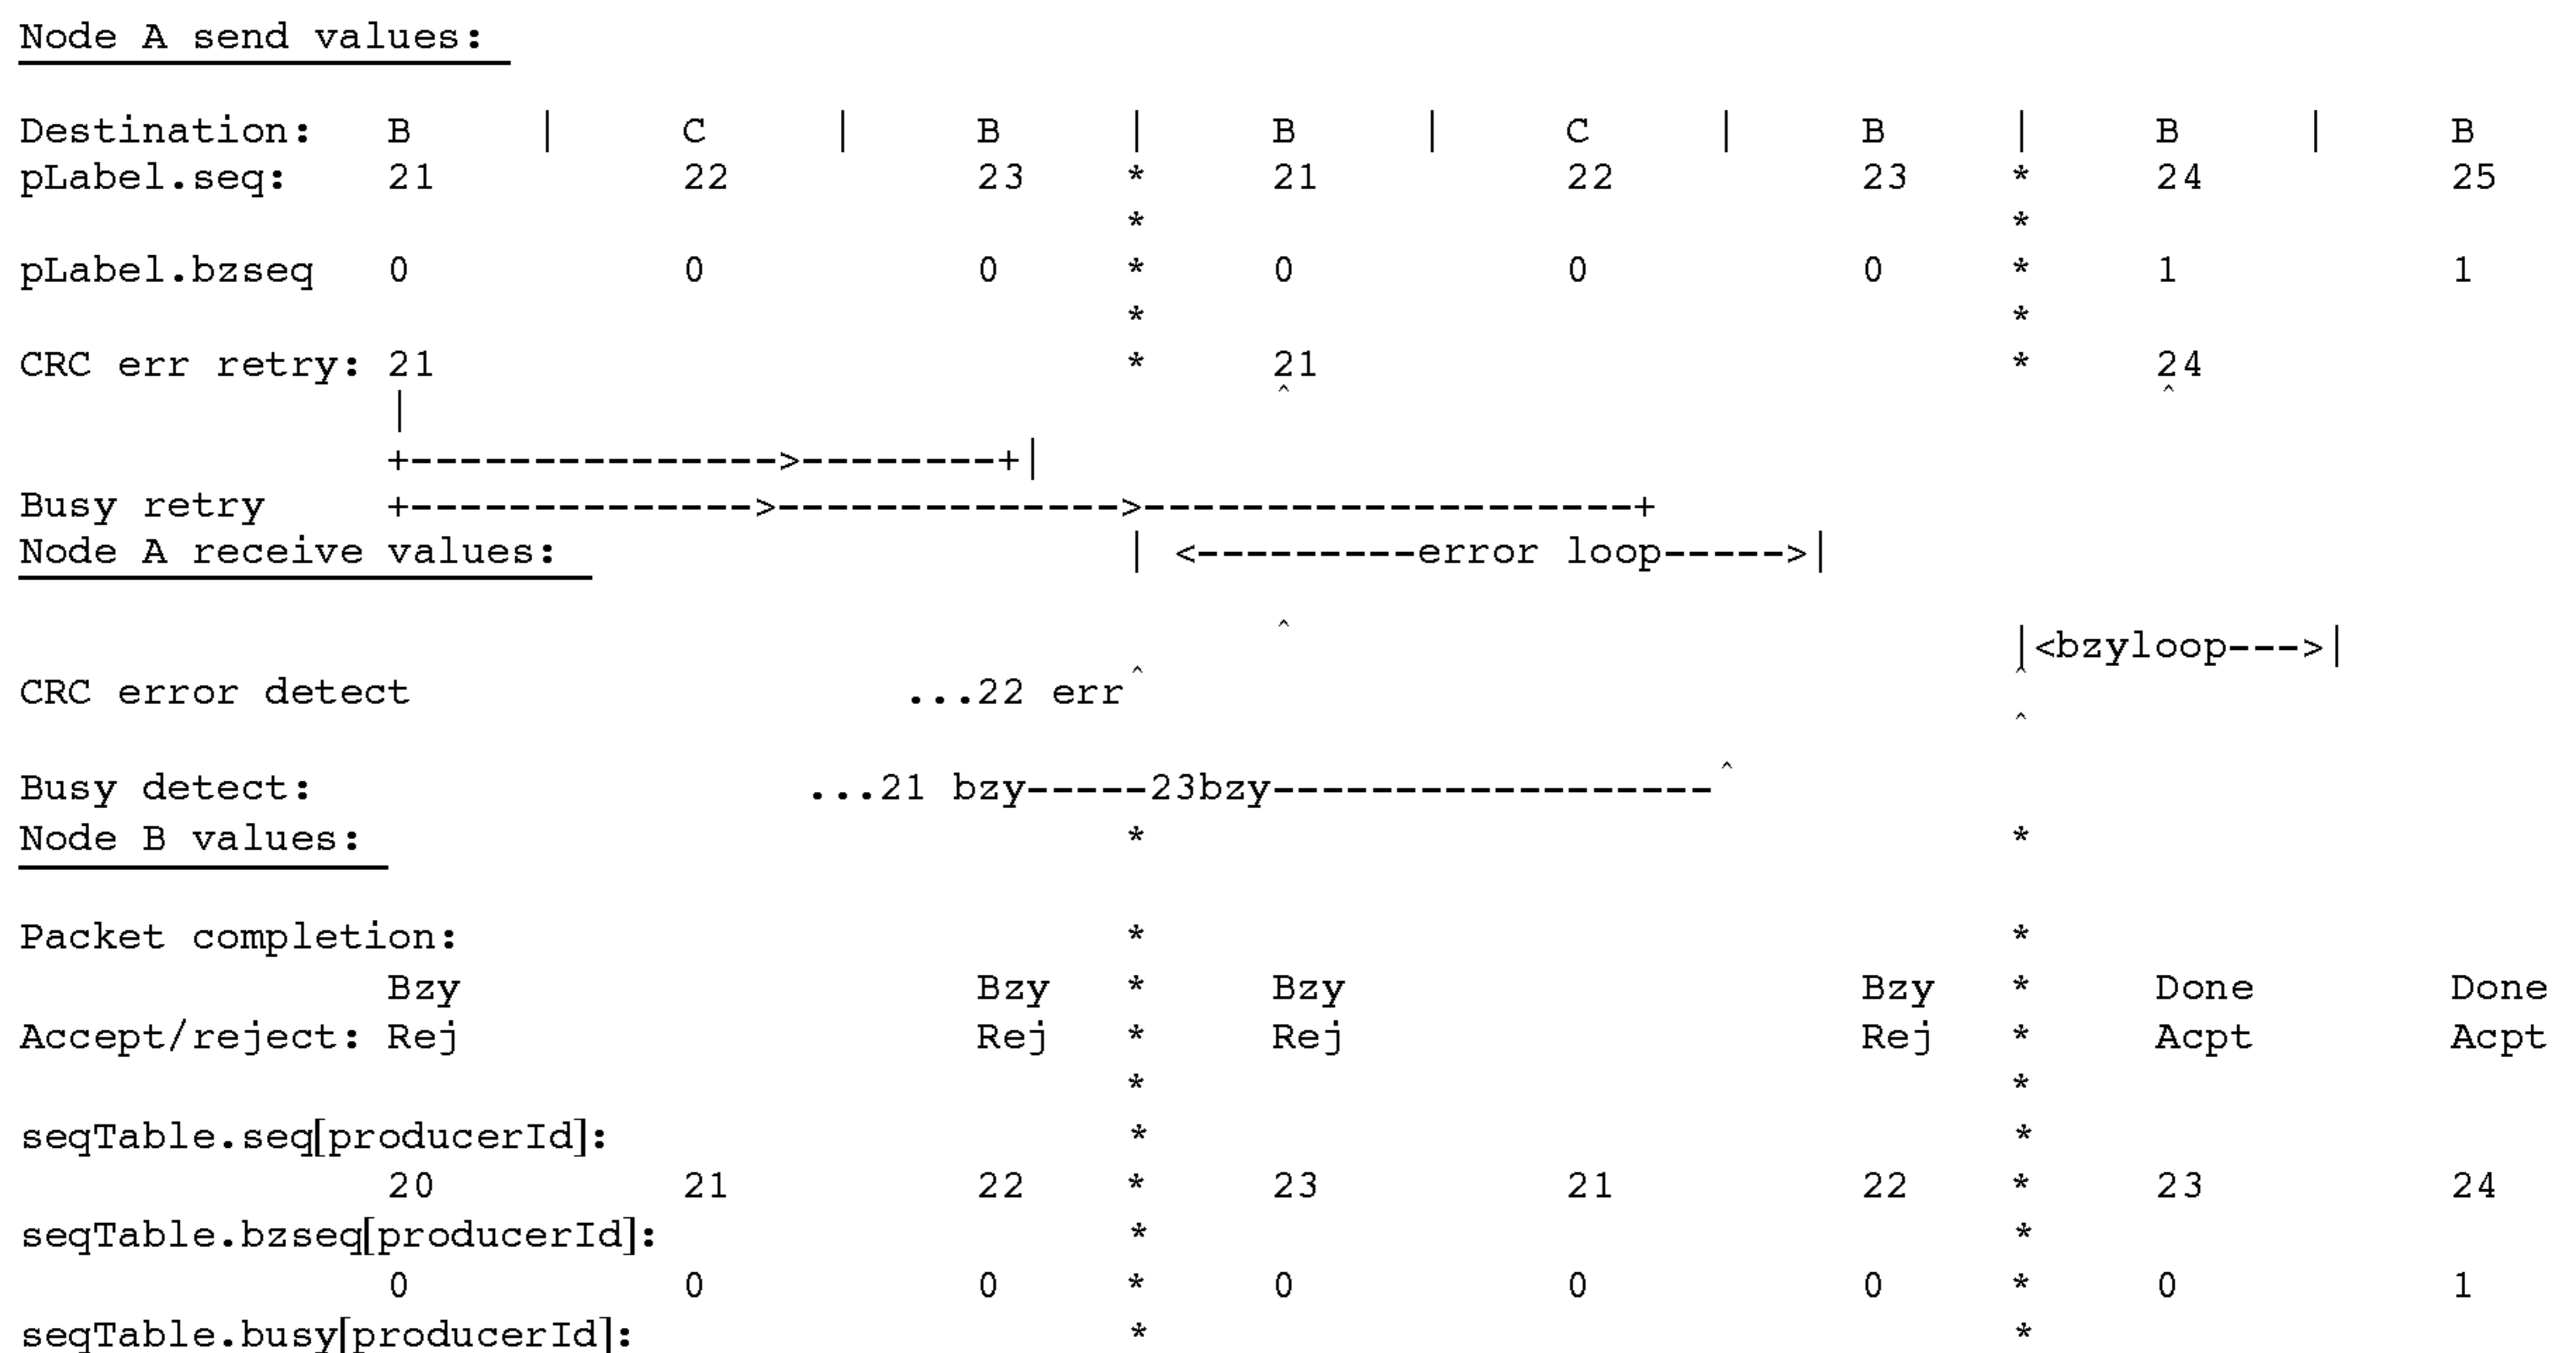 Node A send values:
Destination: B | C | B | B | C | B | B | B
pLabel.seq: 21 22 23 * 21 22 23 * 24 25
* *
pLabel.bzseq 0 0 0 * 0 0 0 * 1 1
* *
CRC err retry: 21 * 21 * 24
| ^ ^
+--------------->--------+|
Busy retry +-------------->-------------->--------------------+
Node A receive values: | <---------error loop----->|
^
|<bzyloop--->|
CRC error detect ...22 err^ ^
^
Busy detect: ...21 bzy-----23bzy------------------^
Node B values: * *
Packet completion: * *
Bzy Bzy * Bzy Bzy * Done Done
Accept/reject: Rej Rej * Rej Rej * Acpt Acpt
* *
seqTable.seq[producerId]: * *
20 21 22 * 23 21 22 * 23 24
seqTable.bzseq[producerId]: * *
0 0 0 * 0 0 0 * 0 1
seqTable.busy[producerId]: * *